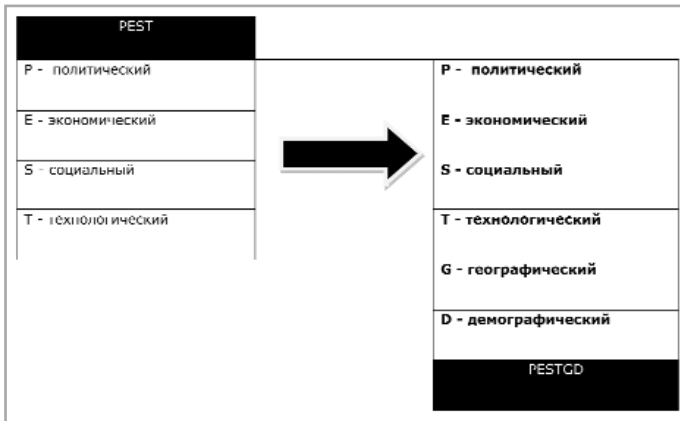 PEST
P - политический
E - экономический
S - социальный
T - технологический
P - политический
E - экономический
S - социальный
T - технологический
G - географический
D - демографический
PESTGD